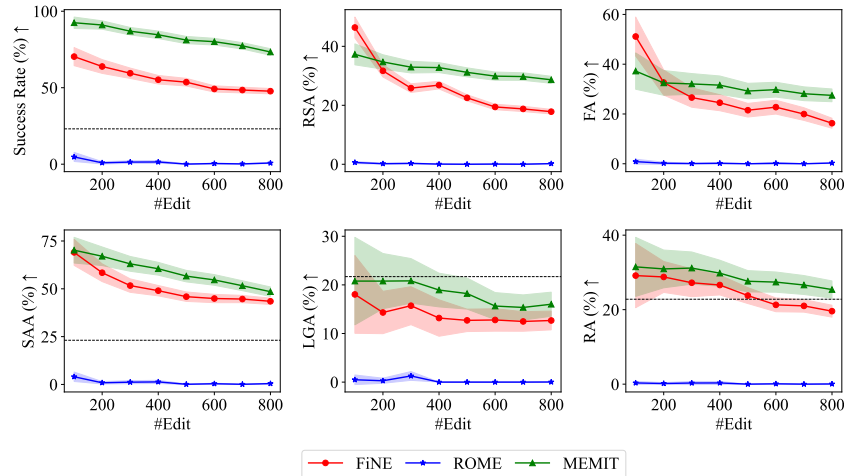 Success Rate (%) ↑
100
50
0
200 400 600 800
#Edit
RSA (%) ↑
40
20
0
200 400 600 800
#Edit
FA (%) ↑
60
40
20
0
200 400 600 800
#Edit
SAA (%) ↑
75
50
25
0
200 400 600 800
#Edit
LGA (%) ↑
30
20
10
0
200 400 600 800
#Edit
RA (%) ↑
40
20
0
200 400 600 800
#Edit
FiNE ROME MEMIT